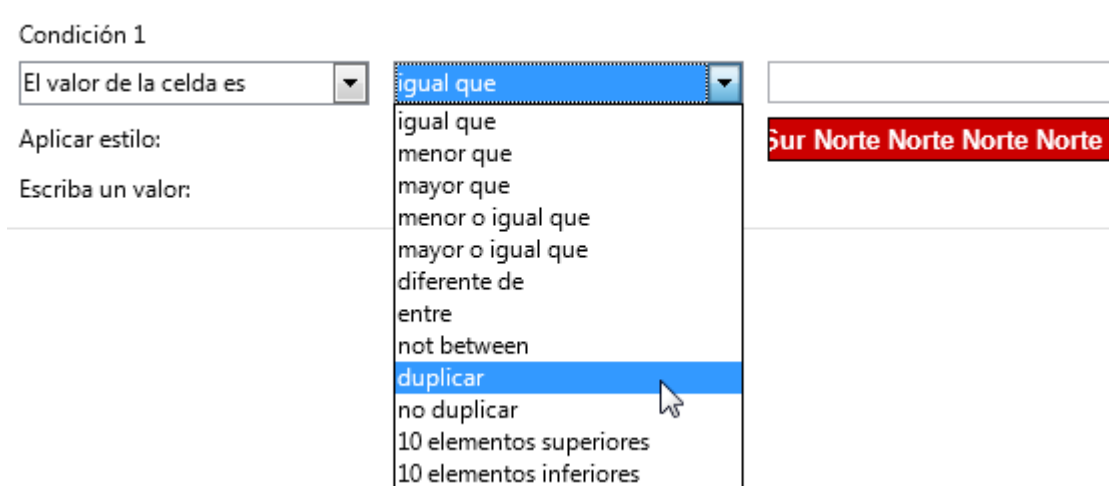 Condición 1
El valor de la celda es
igual que
Aplicar estilo:
Sur Norte Norte Norte Norte
Escriba un valor:
igual que
menor que
mayor que
menor o igual que
mayor o igual que
diferente de
entre
not between
duplicar
no duplicar
10 elementos superiores
10 elementos inferiores